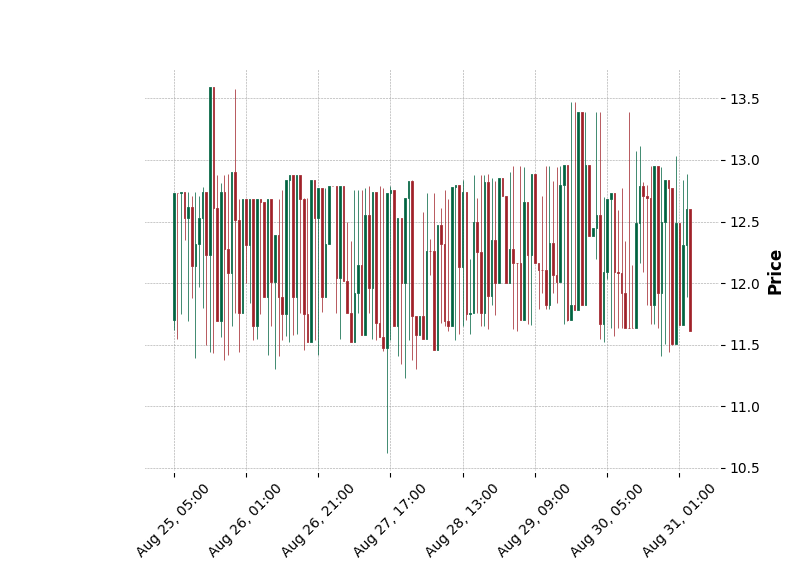 13.5
13.0
12.5
12.0
11.5
11.0
10.5
Price
Aug 25, 05:00
Aug 26, 01:00
Aug 26, 21:00
Aug 27, 17:00
Aug 28, 13:00
Aug 29, 09:00
Aug 30, 05:00
Aug 31, 01:00